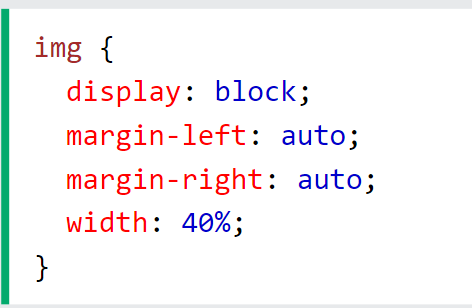 img {
  display: block;
  margin-left: auto;
  margin-right: auto;
  width: 40%;
}